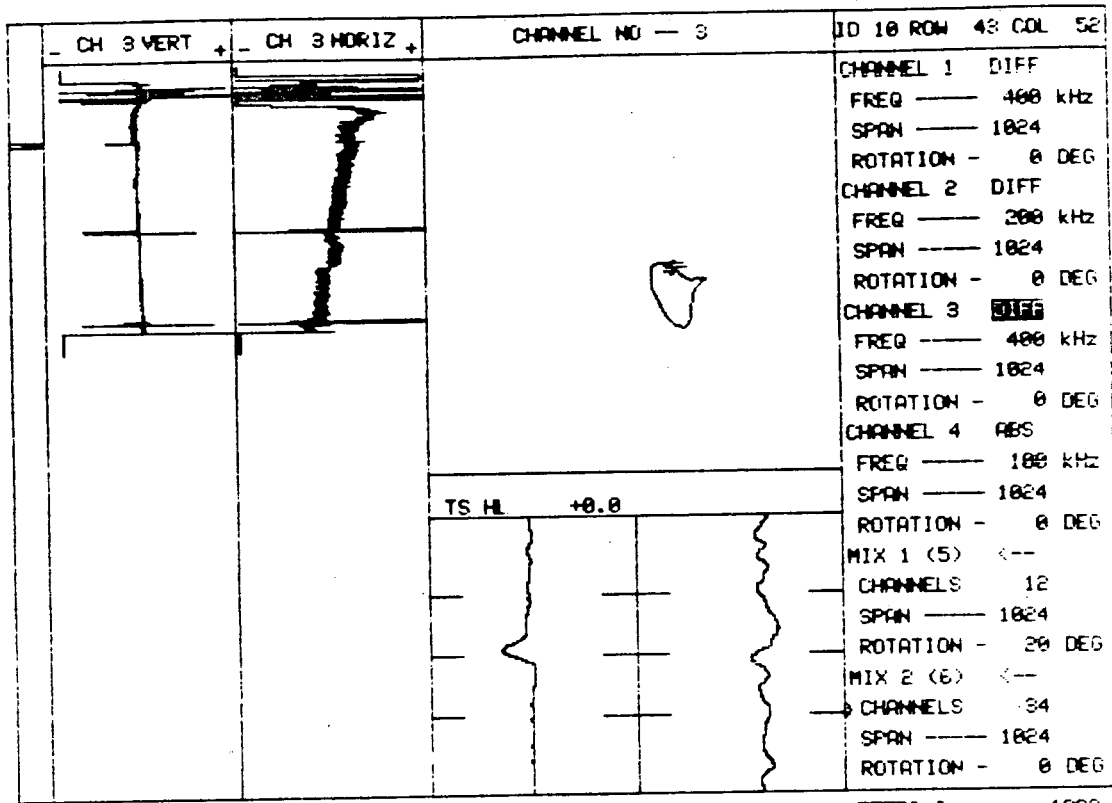 - CH 3 VERT +
- CH 3 HORIZ +
CHANNEL NO — 3
ID 10 ROW 43 COL 52
CHANNEL 1 DIFF
FREQ ----- 400 kHz
SPAN ----- 1024
ROTATION - 0 DEG
CHANNEL 2 DIFF
FREQ ----- 200 kHz
SPAN ----- 1024
ROTATION - 0 DEG
CHANNEL 3 DIFF
FREQ ----- 400 kHz
SPAN ----- 1024
ROTATION - 0 DEG
CHANNEL 4 ABS
FREQ ----- 100 kHz
SPAN ----- 1024
ROTATION - 0 DEG
MIX 1 (5) <--
CHANNELS 12
SPAN ----- 1024
ROTATION - 20 DEG
MIX 2 (6) <--
CHANNELS 34
SPAN ----- 1024
ROTATION - 0 DEG
TS HL +0.0